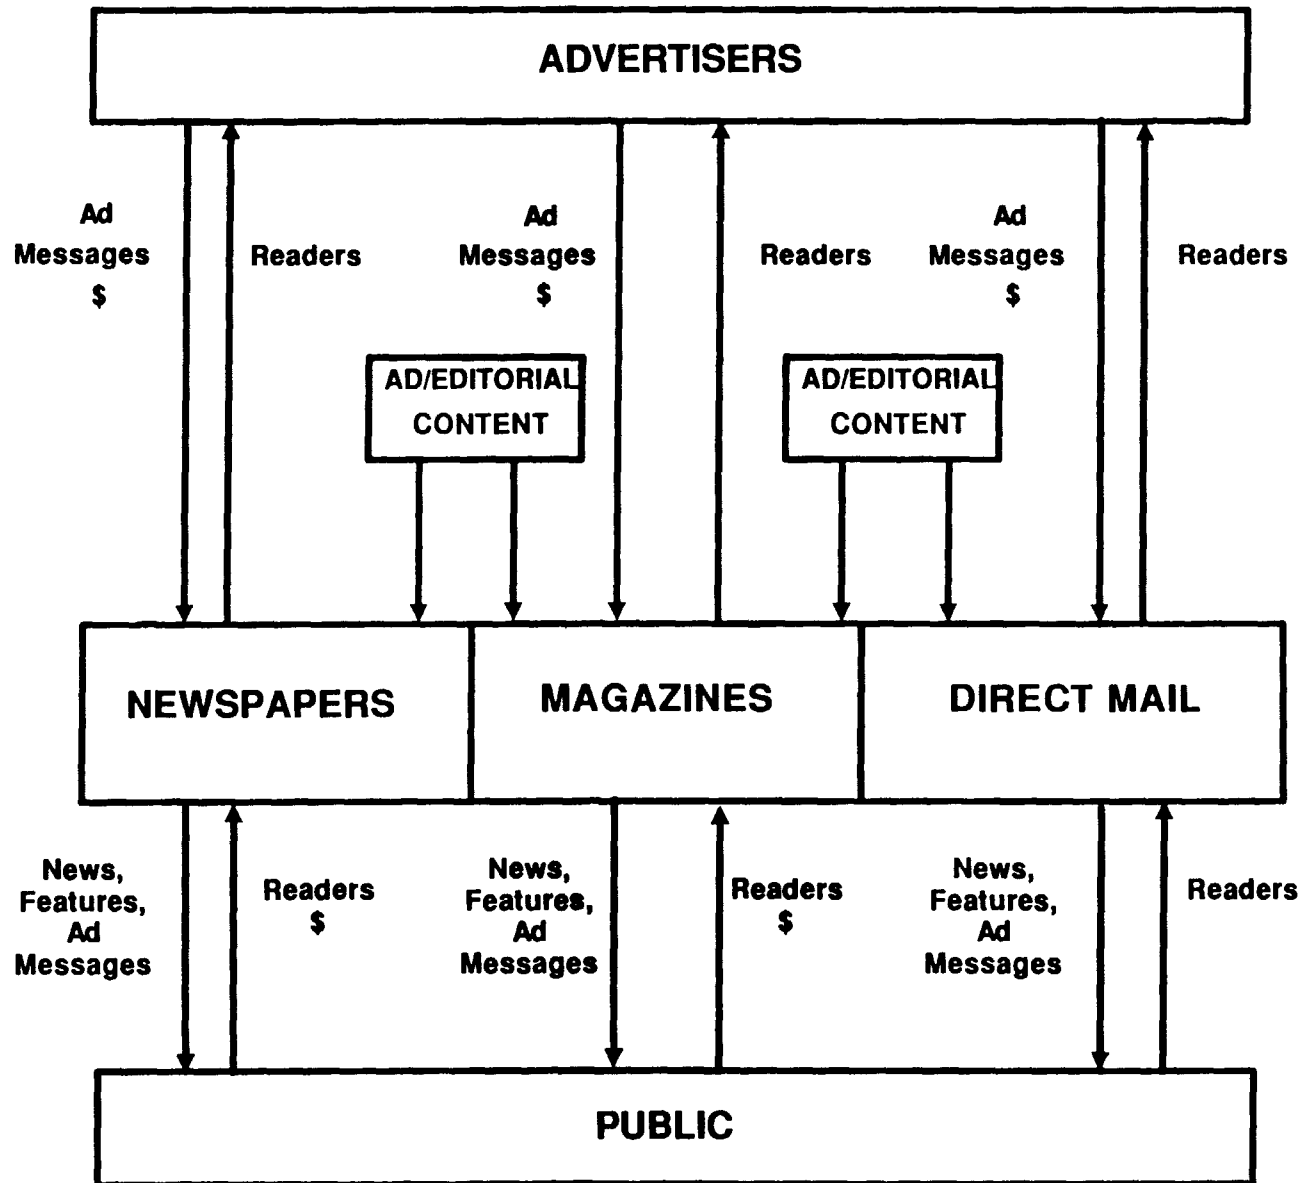 ADVERTISERS
Ad
Messages
$
Readers
Ad
Messages
$
Readers
Ad
Messages
$
Readers
AD/EDITORIAL
CONTENT
AD/EDITORIAL
CONTENT
NEWSPAPERS
MAGAZINES
DIRECT MAIL
News,
Features,
Ad
Messages
Readers
$
News,
Features,
Ad
Messages
Readers
$
News,
Features,
Ad
Messages
Readers
PUBLIC